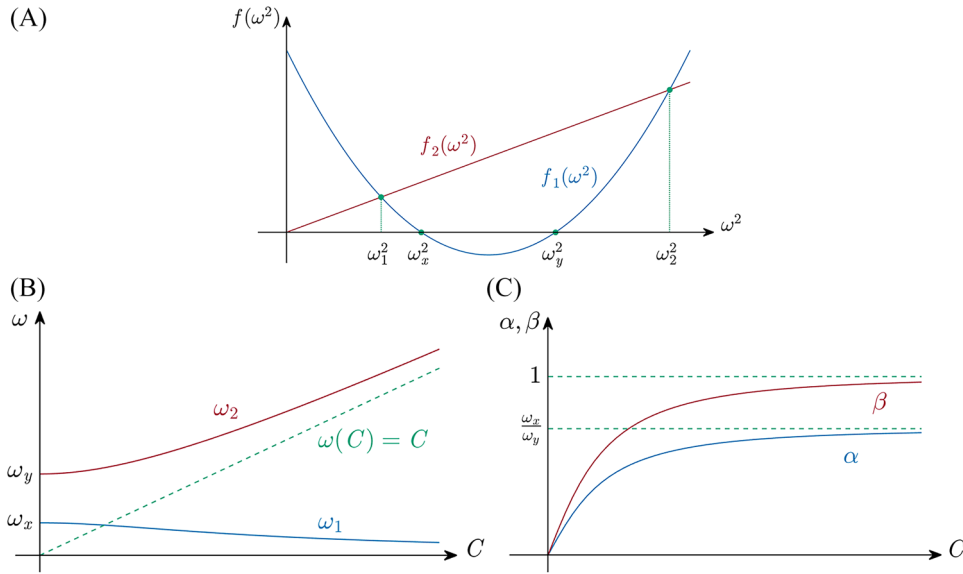 (A)
f(ω²)
f₂(ω²)
f₁(ω²)
ω²
ω₁² ωₓ² ω_y² ω₂²
(B)
ω
ω₂
ω(C) = C
ω_y
ωₓ
ω₁
C
(C)
α, β
1
β
ωₓ/ω_y
α
C